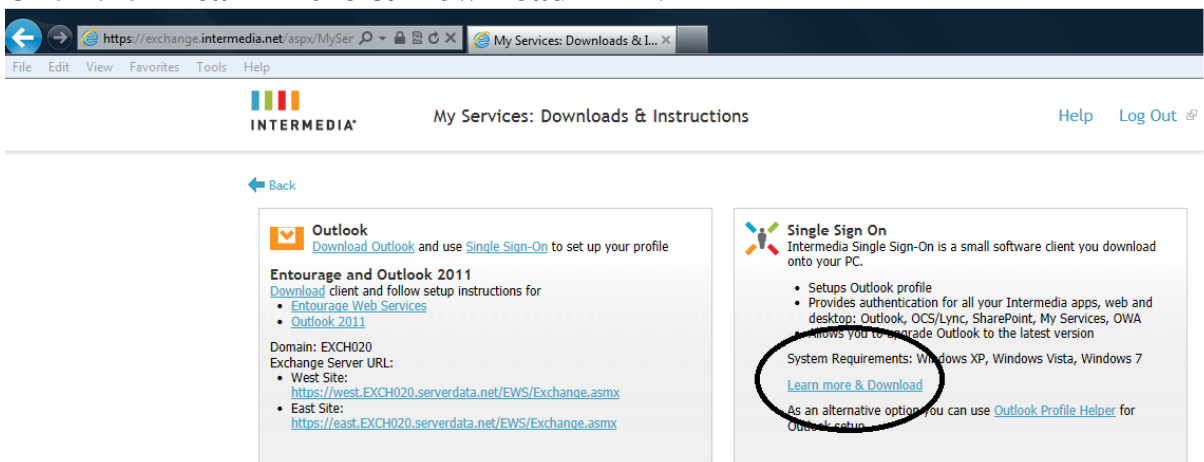 https://exchange.intermedia.net/aspx/MySer
My Services: Downloads & I...
File Edit View Favorites Tools Help
INTERMEDIA®
My Services: Downloads & Instructions
Help Log Out
Back
Outlook
Download Outlook and use Single Sign-On to set up your profile
Entourage and Outlook 2011
Download client and follow setup instructions for
• Entourage Web Services
• Outlook 2011
Domain: EXCH020
Exchange Server URL:
• West Site:
https://west.EXCH020.serverdata.net/EWS/Exchange.asmx
• East Site:
https://east.EXCH020.serverdata.net/EWS/Exchange.asmx
Single Sign On
Intermedia Single Sign-On is a small software client you download
onto your PC.
• Setups Outlook profile
• Provides authentication for all your Intermedia apps, web and
desktop: Outlook, OCS/Lync, SharePoint, My Services, OWA
• Allows you to upgrade Outlook to the latest version
System Requirements: Windows XP, Windows Vista, Windows 7
Learn more & Download
As an alternative option you can use Outlook Profile Helper for
Outlook setup